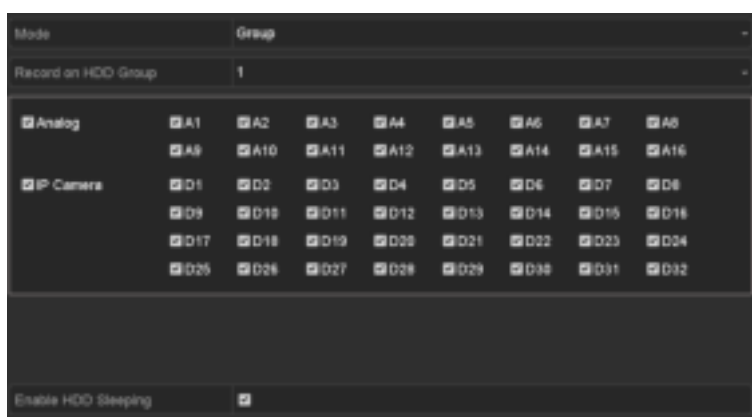 Mode Group
Record on HDD Group 1
Analog A1 A2 A3 A4 A5 A6 A7 A8
A9 A10 A11 A12 A13 A14 A15 A16
IP Camera D1 D2 D3 D4 D5 D6 D7 D8
D9 D10 D11 D12 D13 D14 D15 D16
D17 D18 D19 D20 D21 D22 D23 D24
D25 D26 D27 D28 D29 D30 D31 D32
Enable HDD Sleeping